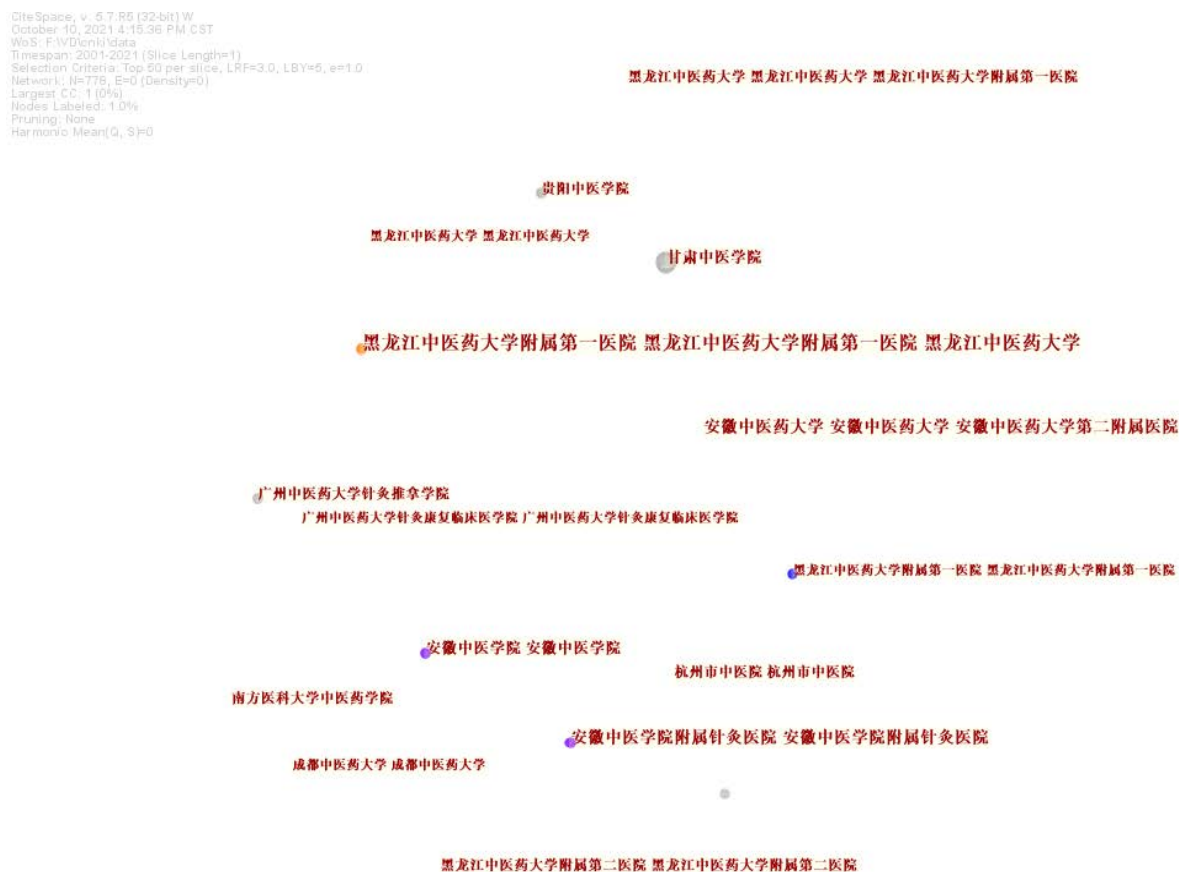 CiteSpace, v. 5.7.R5 (32-bit) W
October 10, 2021 4:15:36 PM CST
WoS: F:\VD\cnki\data
Timespan: 2001-2021 (Slice Length=1)
Selection Criteria: Top 50 per slice, LRF=3.0, LBY=5, e=1.0
Network: N=776, E=0 (Density=0)
Largest CC: 1 (0%)
Nodes Labeled: 1.0%
Pruning: None
Harmonic Mean(Q, S)=0
黑龙江中医药大学 黑龙江中医药大学 黑龙江中医药大学附属第一医院
贵阳中医学院
黑龙江中医药大学 黑龙江中医药大学
甘肃中医学院
黑龙江中医药大学附属第一医院 黑龙江中医药大学附属第一医院 黑龙江中医药大学
安徽中医药大学 安徽中医药大学 安徽中医药大学第二附属医院
广州中医药大学针灸推拿学院
广州中医药大学针灸康复临床医学院 广州中医药大学针灸康复临床医学院
黑龙江中医药大学附属第一医院 黑龙江中医药大学附属第一医院
安徽中医学院 安徽中医学院
杭州市中医院 杭州市中医院
南方医科大学中医药学院
安徽中医学院附属针灸医院 安徽中医学院附属针灸医院
成都中医药大学 成都中医药大学
黑龙江中医药大学附属第二医院 黑龙江中医药大学附属第二医院